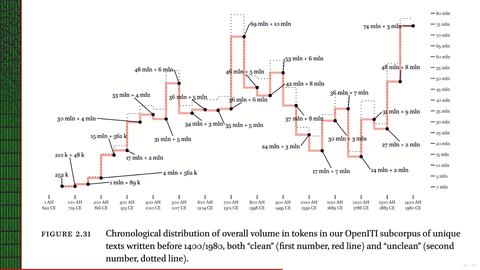 80 mln
75 mln
70 mln
65 mln
60 mln
55 mln
50 mln
45 mln
40 mln
35 mln
30 mln
25 mln
20 mln
15 mln
10 mln
5 mln
0 mln
74 mln + 3 mln
69 mln + 10 mln
53 mln + 6 mln
48 mln + 6 mln
46 mln + 5 mln
48 mln + 8 mln
42 mln + 8 mln
33 mln + 4 mln
36 mln + 5 mln
36 mln + 6 mln
36 mln + 7 mln
30 mln + 4 mln
34 mln + 3 mln
35 mln + 5 mln
37 mln + 8 mln
31 mln + 9 mln
15 mln + 562 k
31 mln + 5 mln
30 mln + 3 mln
27 mln + 2 mln
210 k + 48 k
17 mln + 2 mln
24 mln + 3 mln
252 k
4 mln + 562 k
17 mln + 7 mln
14 mln + 2 mln
1 mln + 89 k
1 AH
100 AH
200 AH
300 AH
400 AH
500 AH
600 AH
700 AH
800 AH
900 AH
1000 AH
1100 AH
1200 AH
1300 AH
1400 AH
622 CE
719 CE
816 CE
913 CE
1010 CE
1107 CE
1204 CE
1301 CE
1398 CE
1495 CE
1592 CE
1689 CE
1786 CE
1883 CE
1980 CE
FIGURE 2.31 Chronological distribution of overall volume in tokens in our OpenITI subcorpus of unique
texts written before 1400/1980, both “clean” (first number, red line) and “unclean” (second
number, dotted line).